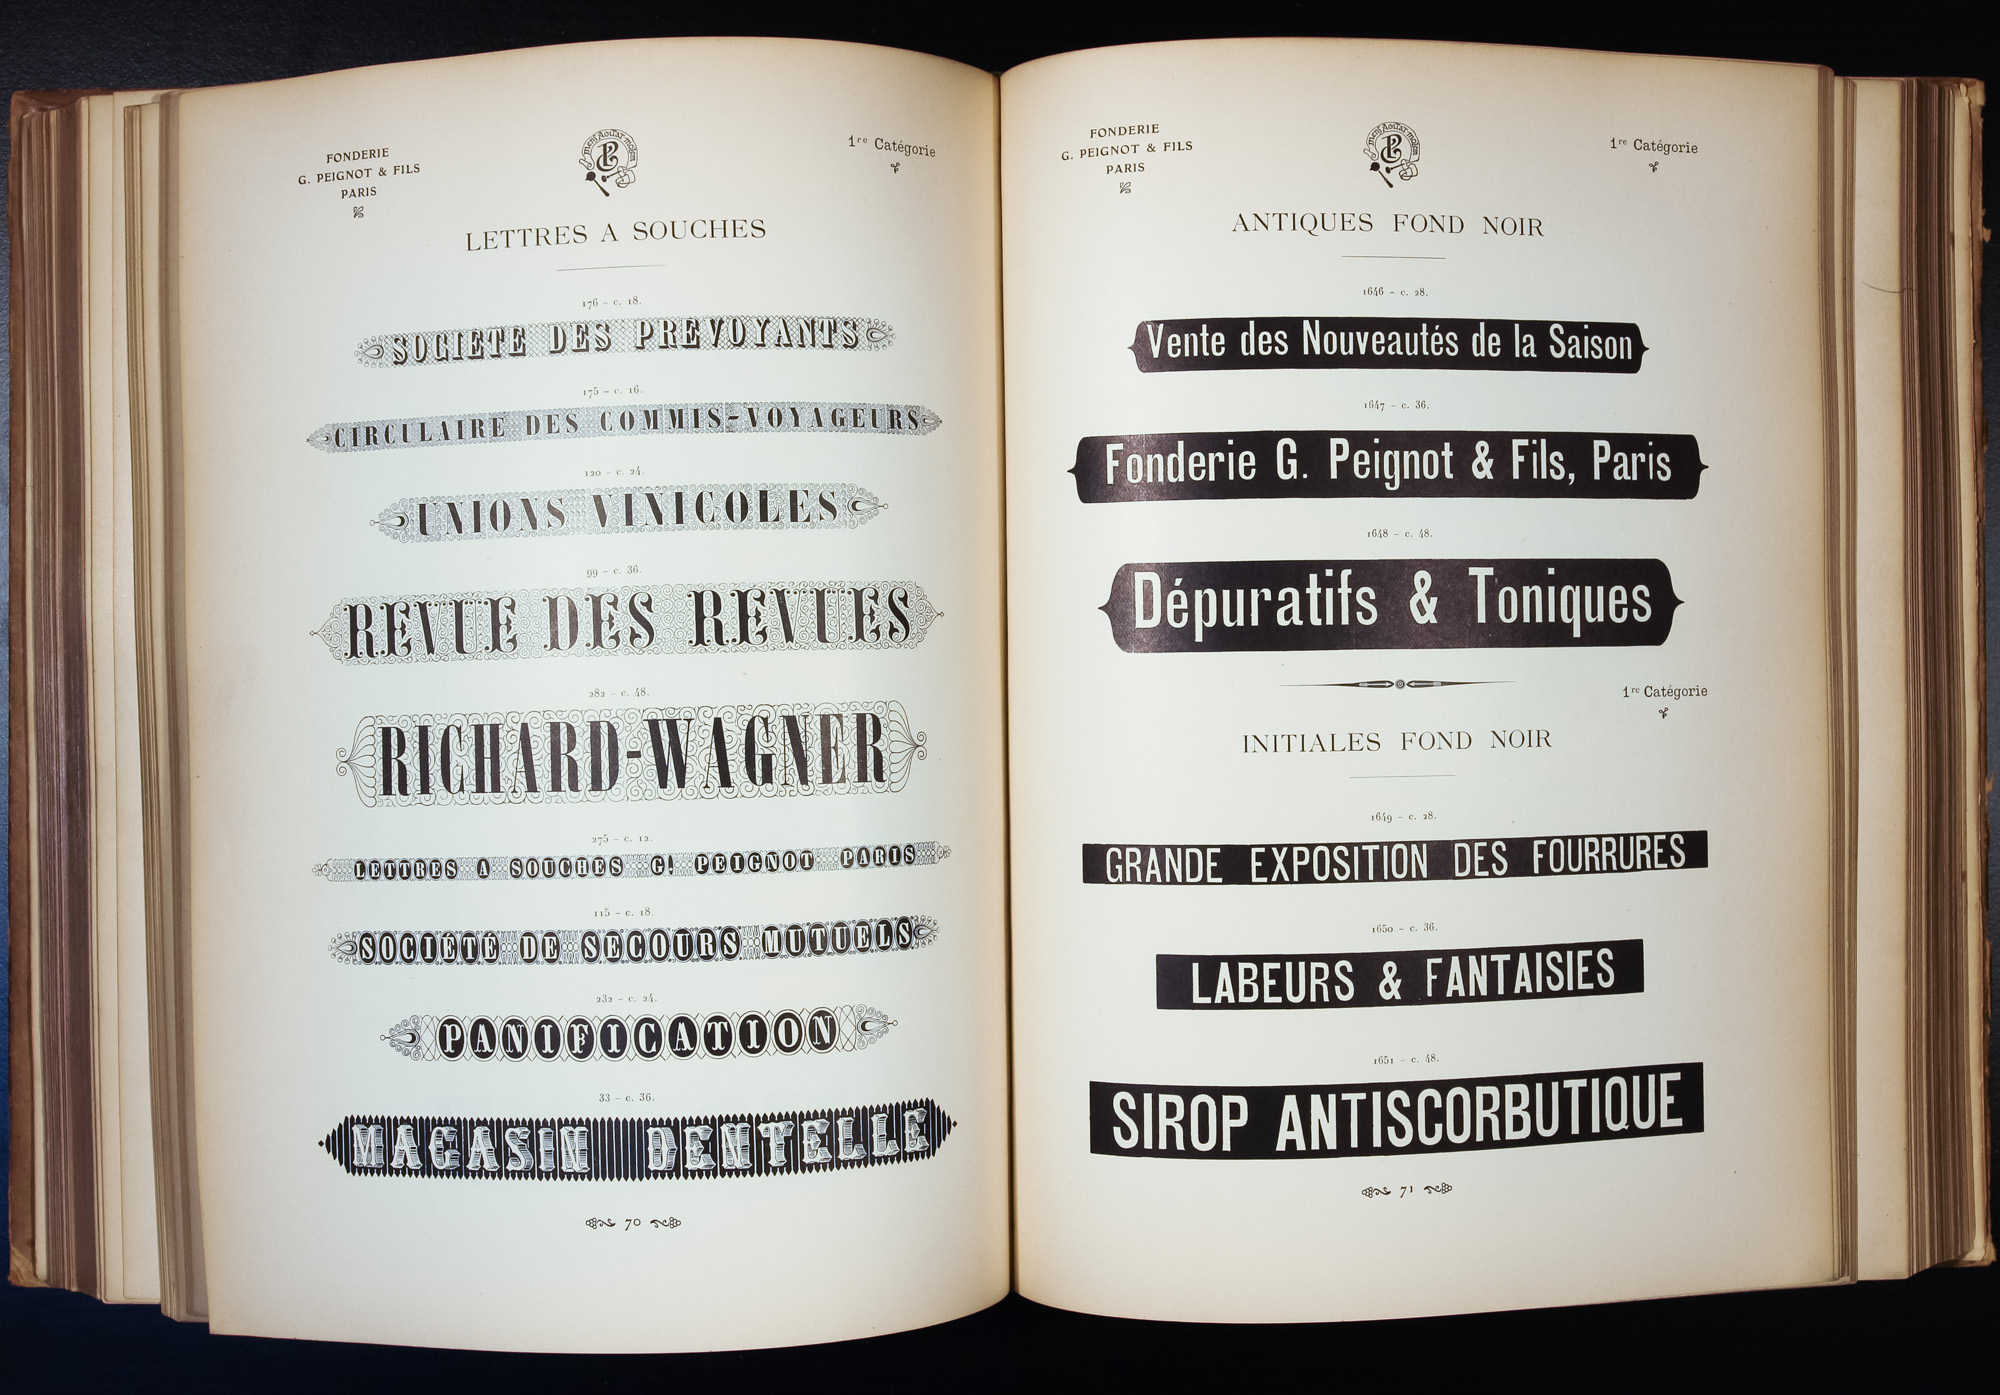 FONDERIE
G. PEIGNOT & FILS
PARIS
1re Catégorie
LETTRES A SOUCHES
176 – c. 18.
SOCIETE DES PREVOYANTS
175 – c. 16.
CIRCULAIRE DES COMMIS-VOYAGEURS
120 – c. 24.
UNIONS VINICOLES
99 – c. 36.
REVUE DES REVUES
282 – c. 48.
RICHARD-WAGNER
275 – c. 12.
LETTRES A SOUCHES G. PEIGNOT PARIS
115 – c. 18.
SOCIÉTÉ DE SECOURS MUTUELS
232 – c. 24.
PANIFICATION
33 – c. 36.
MAGASIN DENTELLE
70
FONDERIE
G. PEIGNOT & FILS
PARIS
1re Catégorie
ANTIQUES FOND NOIR
1646 – c. 28.
Vente des Nouveautés de la Saison
1647 – c. 36.
Fonderie G. Peignot & Fils, Paris
1648 – c. 48.
Dépuratifs & Toniques
1re Catégorie
INITIALES FOND NOIR
1649 – c. 28.
GRANDE EXPOSITION DES FOURRURES
1650 – c. 36.
LABEURS & FANTAISIES
1651 – c. 48.
SIROP ANTISCORBUTIQUE
71